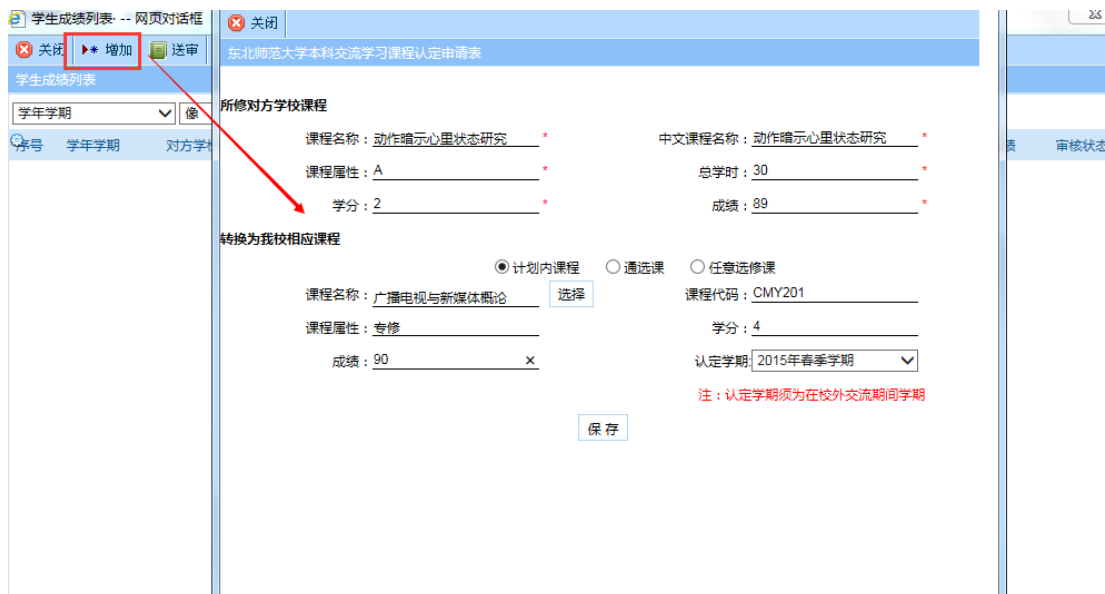 学生成绩列表· -- 网页对话框
关闭 增加 送审
学生成绩列表
学年学期 像
序号 学年学期 对方学校 审核状态
关闭
东北师范大学本科交流学习课程认定申请表
所修对方学校课程
课程名称：动作暗示心里状态研究 * 中文课程名称：动作暗示心里状态研究 *
课程属性：A * 总学时：30 *
学分：2 * 成绩：89 *
转换为我校相应课程
计划内课程 通选课 任意选修课
课程名称：广播电视与新媒体概论 选择 课程代码：CMY201
课程属性：专修 学分：4
成绩：90 × 认定学期:2015年春季学期
注：认定学期须为在校外交流期间学期
保 存